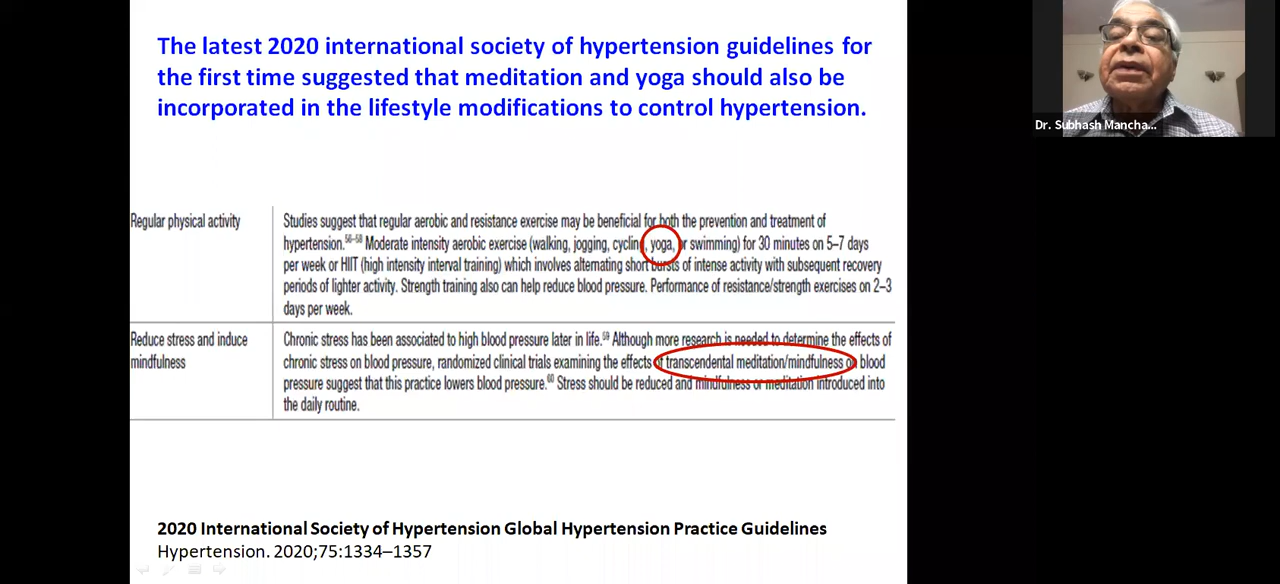 The latest 2020 international society of hypertension guidelines for
the first time suggested that meditation and yoga should also be
incorporated in the lifestyle modifications to control hypertension.
Regular physical activity
Studies suggest that regular aerobic and resistance exercise may be beneficial for both the prevention and treatment of
hypertension.56–58 Moderate intensity aerobic exercise (walking, jogging, cycling, yoga, or swimming) for 30 minutes on 5–7 days
per week or HIIT (high intensity interval training) which involves alternating short bursts of intense activity with subsequent recovery
periods of lighter activity. Strength training also can help reduce blood pressure. Performance of resistance/strength exercises on 2–3
days per week.
Reduce stress and induce
mindfulness
Chronic stress has been associated to high blood pressure later in life.59 Although more research is needed to determine the effects of
chronic stress on blood pressure, randomized clinical trials examining the effects of transcendental meditation/mindfulness on blood
pressure suggest that this practice lowers blood pressure.60 Stress should be reduced and mindfulness or meditation introduced into
the daily routine.
2020 International Society of Hypertension Global Hypertension Practice Guidelines
Hypertension. 2020;75:1334–1357
Dr. Subhash Mancha...